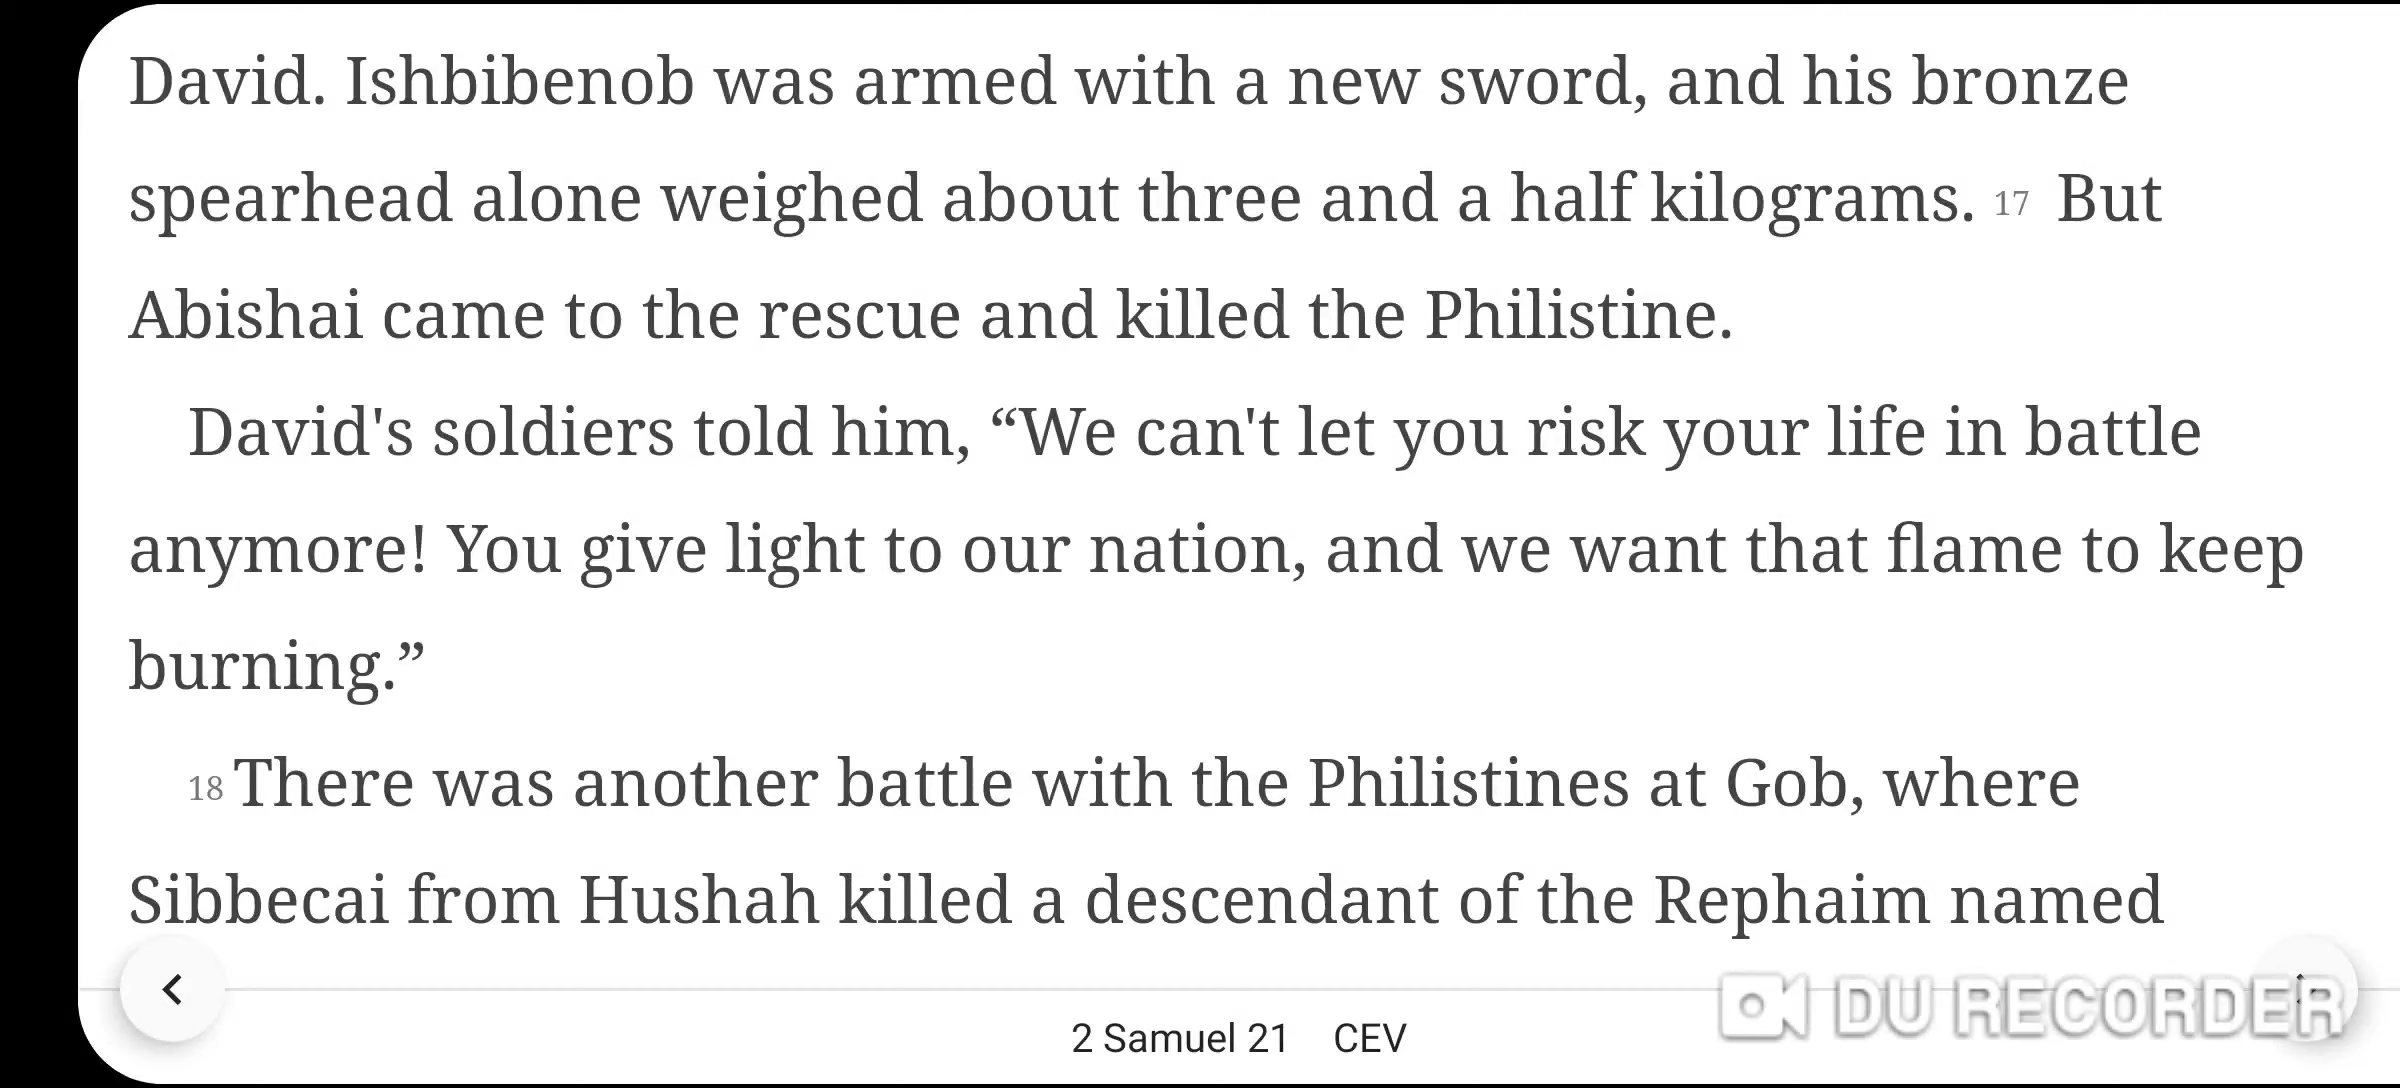 David. Ishbibenob was armed with a new sword, and his bronze
spearhead alone weighed about three and a half kilograms. 17 But
Abishai came to the rescue and killed the Philistine.
David's soldiers told him, “We can't let you risk your life in battle
anymore! You give light to our nation, and we want that flame to keep
burning.”
18 There was another battle with the Philistines at Gob, where
Sibbecai from Hushah killed a descendant of the Rephaim named
DU RECORDER
2 Samuel 21 CEV